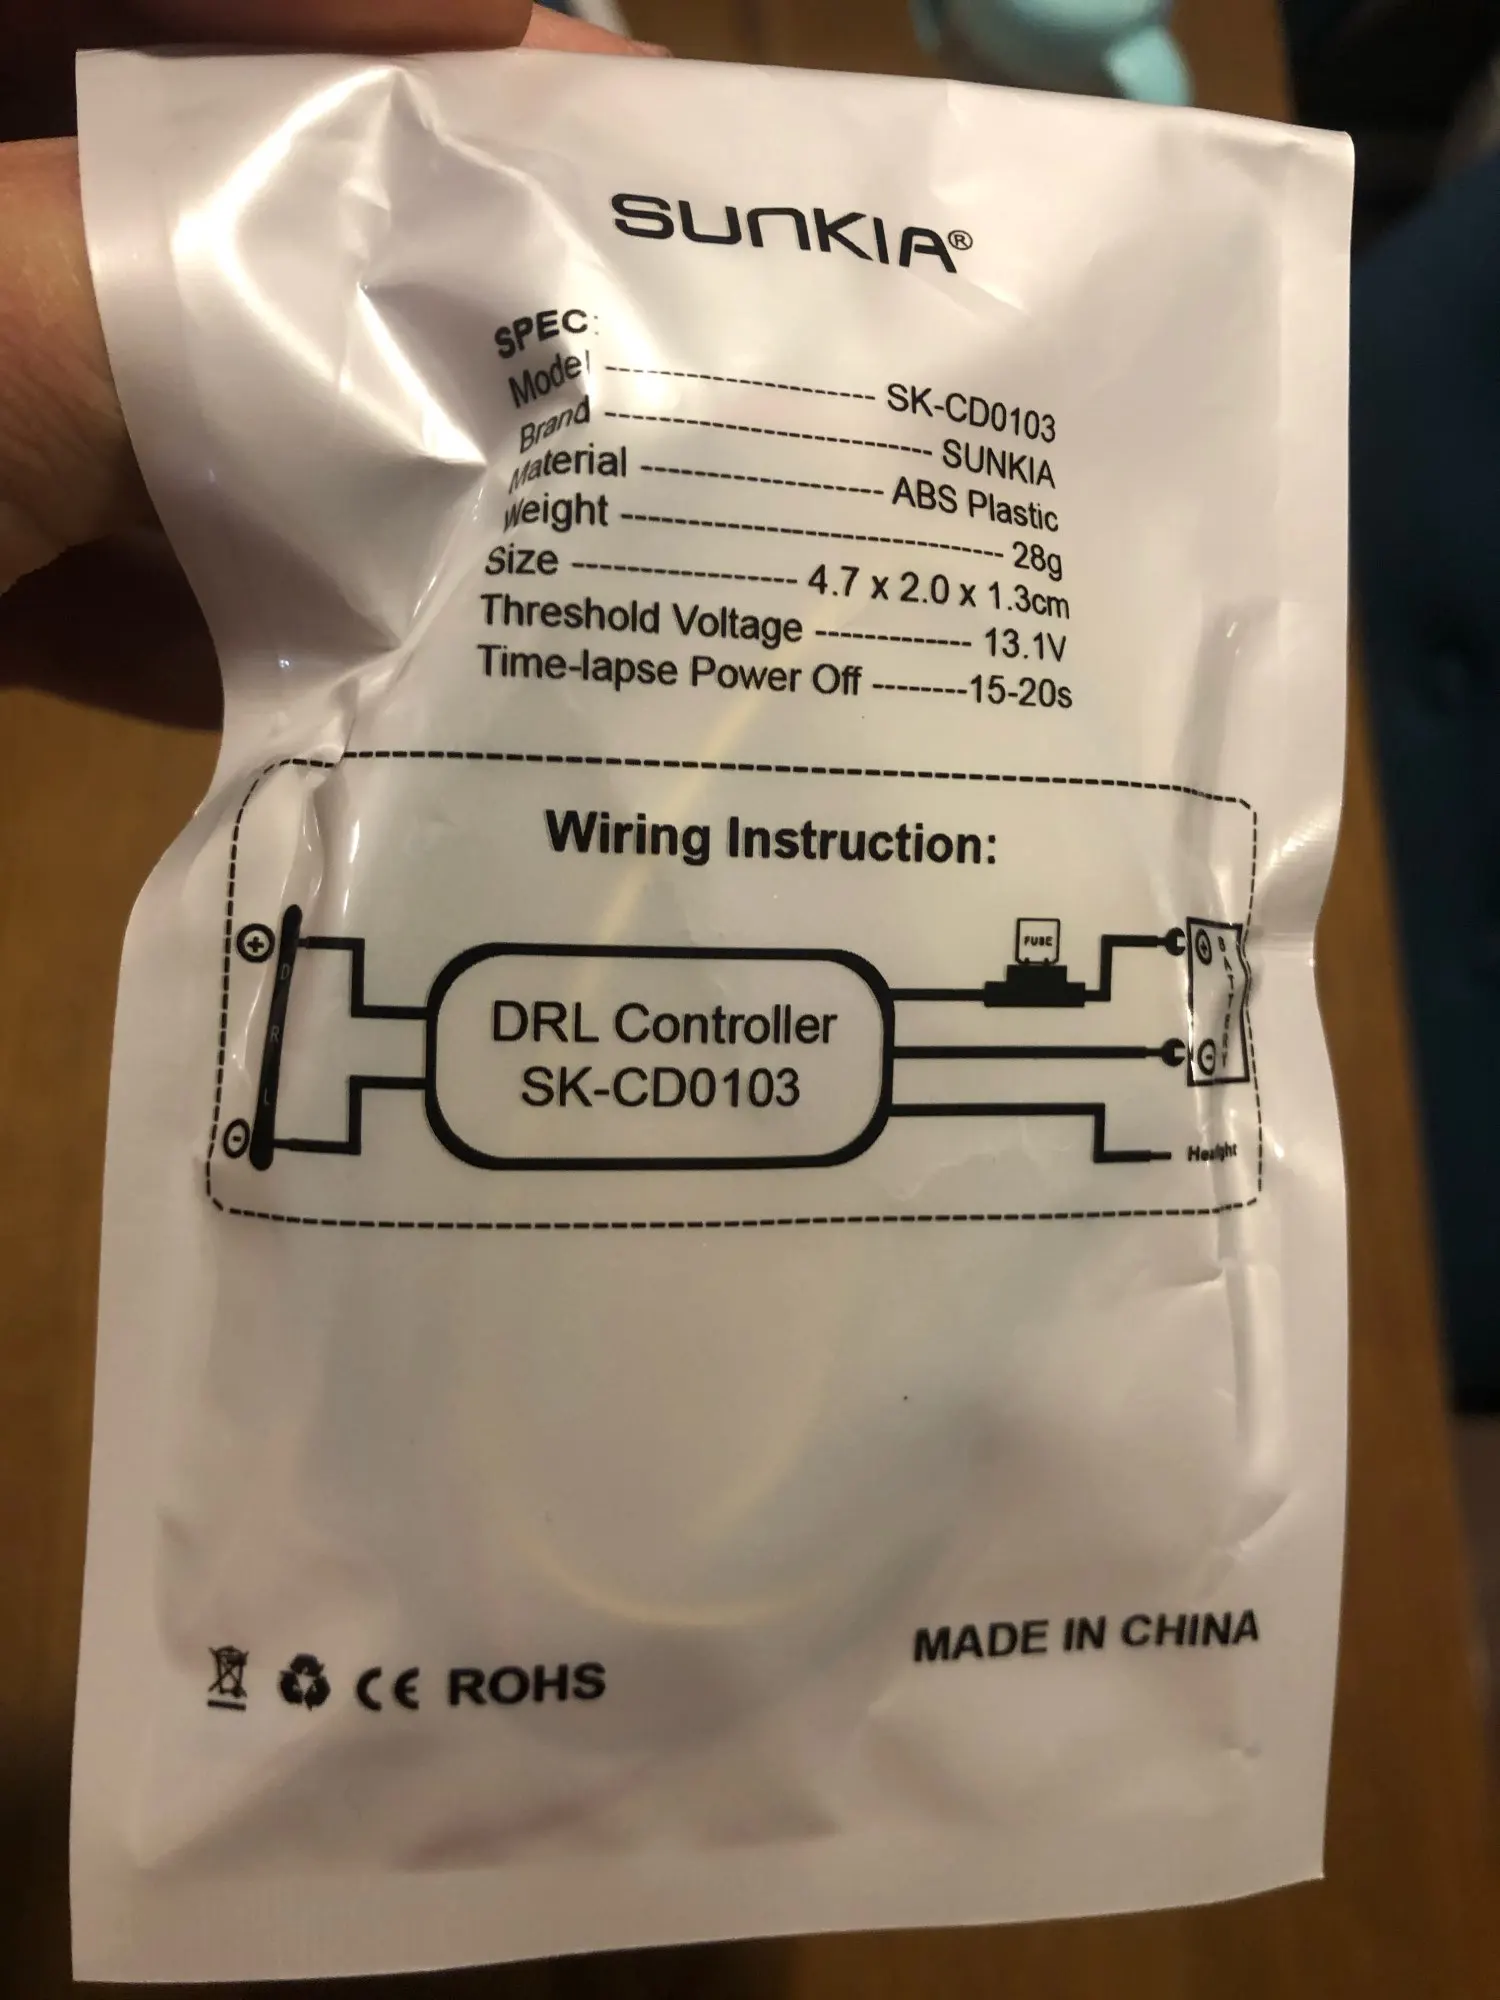 SUNKIA®
SPEC:
Model -------------------- SK-CD0103
Brand ------------------------ SUNKIA
Material ------------------ ABS Plastic
Weight ---------------------------- 28g
Size ----------------- 4.7 x 2.0 x 1.3cm
Threshold Voltage ------------ 13.1V
Time-lapse Power Off --------15-20s
Wiring Instruction:
FUSE
+
D R L
-
DRL Controller
SK-CD0103
+
BATTERY
-
Headlight
CE ROHS
MADE IN CHINA